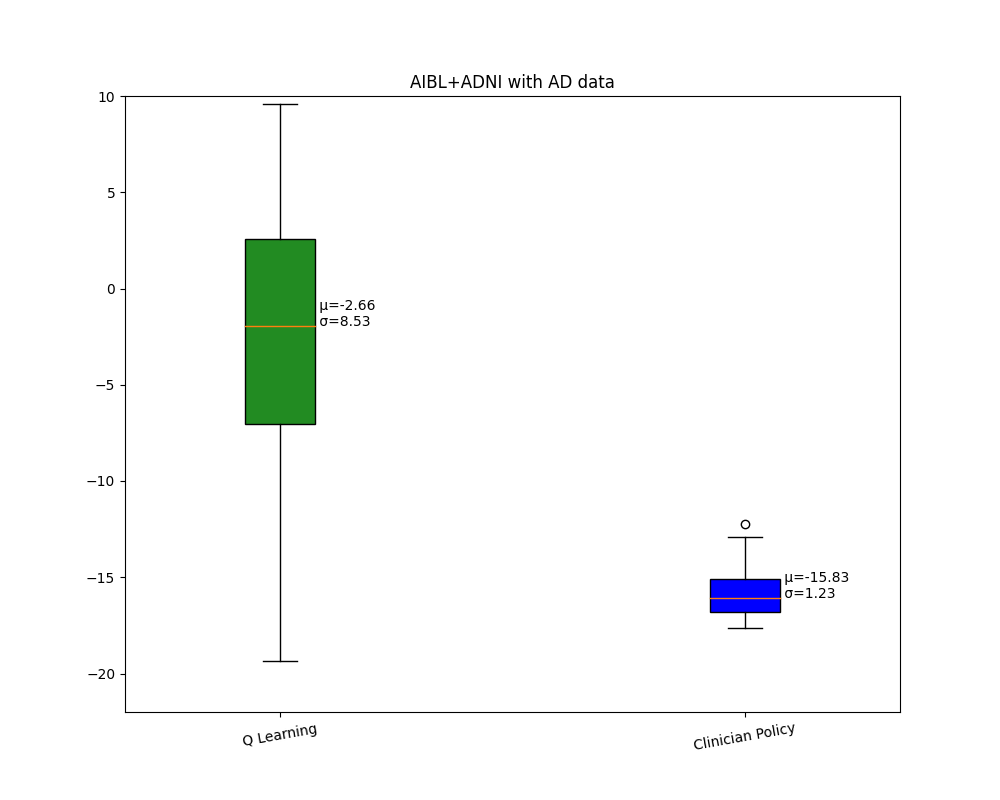 AIBL+ADNI with AD data
10
5
0
−5
−10
−15
−20
μ=-2.66
σ=8.53
μ=-15.83
σ=1.23
Q Learning
Clinician Policy